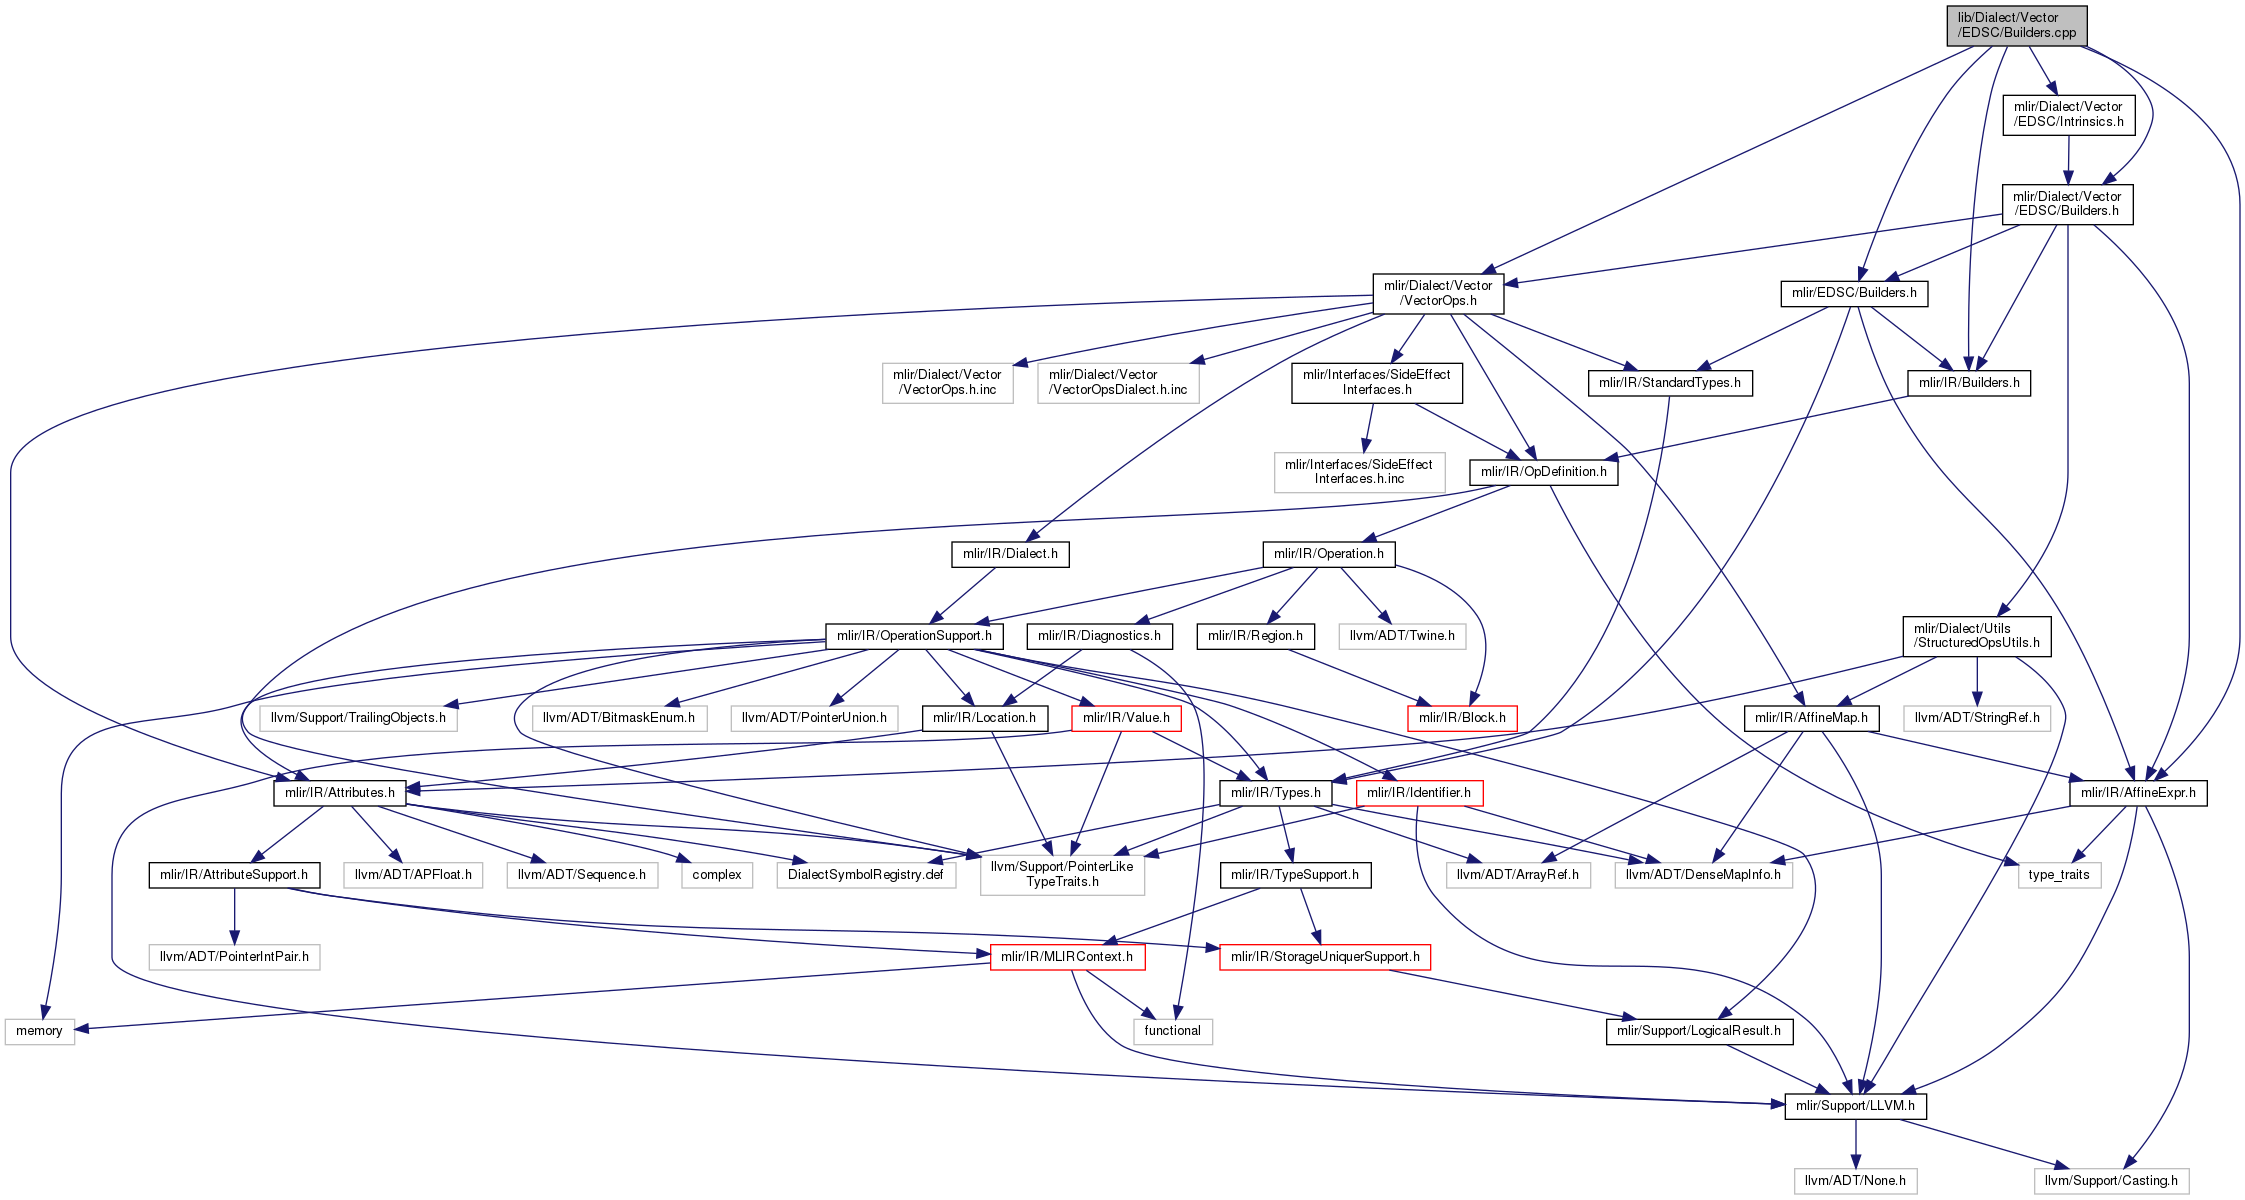 lib/Dialect/Vector
/EDSC/Builders.cpp
mlir/Dialect/Vector
/EDSC/Intrinsics.h
mlir/Dialect/Vector
/EDSC/Builders.h
mlir/Dialect/Vector
/VectorOps.h
mlir/EDSC/Builders.h
mlir/Dialect/Vector
/VectorOps.h.inc
mlir/Dialect/Vector
/VectorOpsDialect.h.inc
mlir/Interfaces/SideEffect
Interfaces.h
mlir/IR/StandardTypes.h
mlir/IR/Builders.h
mlir/Interfaces/SideEffect
Interfaces.h.inc
mlir/IR/OpDefinition.h
mlir/IR/Dialect.h
mlir/IR/Operation.h
mlir/IR/OperationSupport.h
mlir/IR/Diagnostics.h
mlir/IR/Region.h
llvm/ADT/Twine.h
mlir/Dialect/Utils
/StructuredOpsUtils.h
llvm/Support/TrailingObjects.h
llvm/ADT/BitmaskEnum.h
llvm/ADT/PointerUnion.h
mlir/IR/Location.h
mlir/IR/Value.h
mlir/IR/Block.h
mlir/IR/AffineMap.h
llvm/ADT/StringRef.h
mlir/IR/Attributes.h
mlir/IR/Types.h
mlir/IR/Identifier.h
mlir/IR/AffineExpr.h
mlir/IR/AttributeSupport.h
llvm/ADT/APFloat.h
llvm/ADT/Sequence.h
complex
DialectSymbolRegistry.def
llvm/Support/PointerLike
TypeTraits.h
mlir/IR/TypeSupport.h
llvm/ADT/ArrayRef.h
llvm/ADT/DenseMapInfo.h
type_traits
llvm/ADT/PointerIntPair.h
mlir/IR/MLIRContext.h
mlir/IR/StorageUniquerSupport.h
memory
functional
mlir/Support/LogicalResult.h
mlir/Support/LLVM.h
llvm/ADT/None.h
llvm/Support/Casting.h